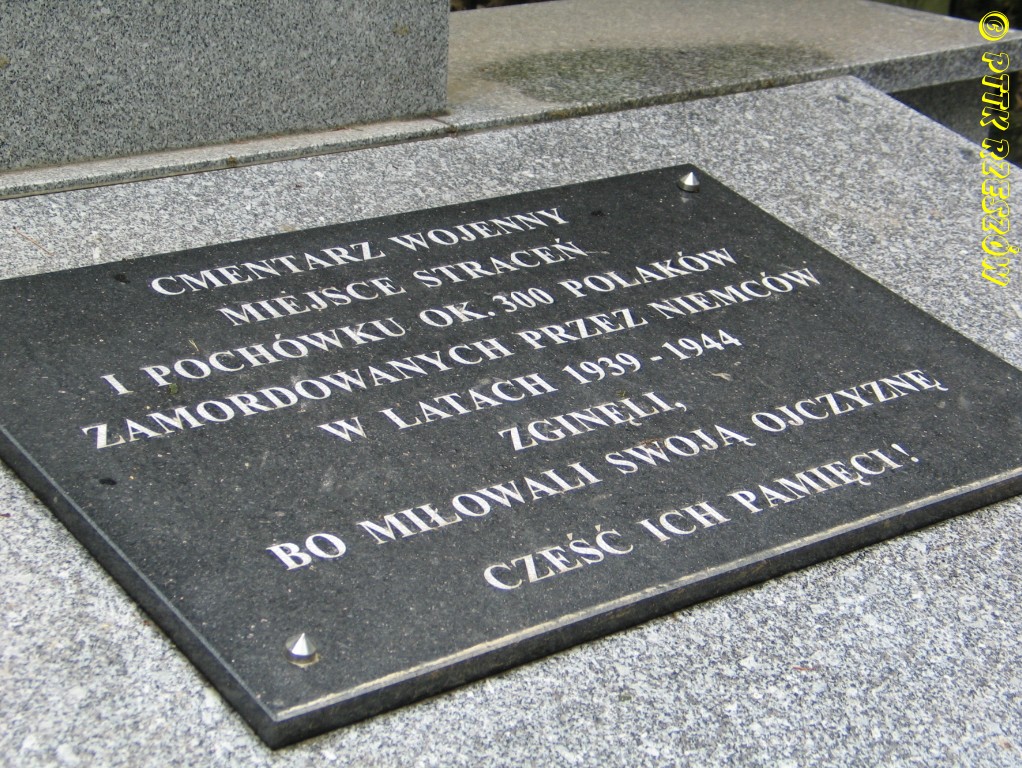 CMENTARZ WOJENNY
MIEJSCE STRACEŃ
I POCHÓWKU OK. 300 POLAKÓW
ZAMORDOWANYCH PRZEZ NIEMCÓW
W LATACH 1939 - 1944
ZGINĘLI,
BO MIŁOWALI SWOJĄ OJCZYZNĘ
CZEŚĆ ICH PAMIĘCI!
© PTTK RZESZÓW